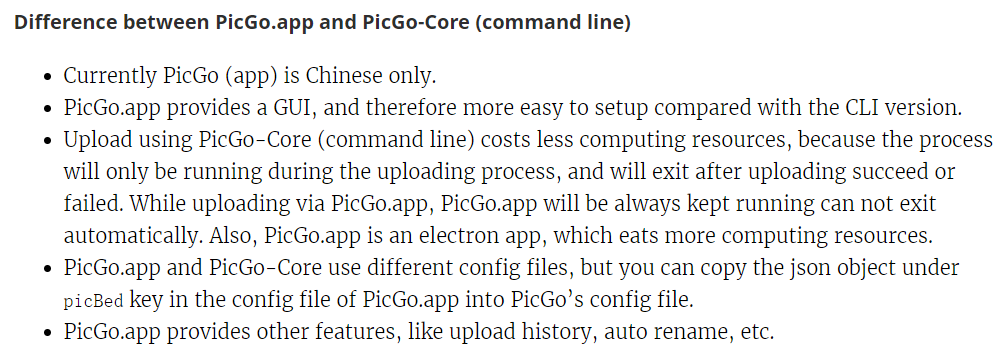 Difference between PicGo.app and PicGo-Core (command line)
• Currently PicGo (app) is Chinese only.
• PicGo.app provides a GUI, and therefore more easy to setup compared with the CLI version.
• Upload using PicGo-Core (command line) costs less computing resources, because the process
will only be running during the uploading process, and will exit after uploading succeed or
failed. While uploading via PicGo.app, PicGo.app will be always kept running can not exit
automatically. Also, PicGo.app is an electron app, which eats more computing resources.
• PicGo.app and PicGo-Core use different config files, but you can copy the json object under
picBed key in the config file of PicGo.app into PicGo’s config file.
• PicGo.app provides other features, like upload history, auto rename, etc.